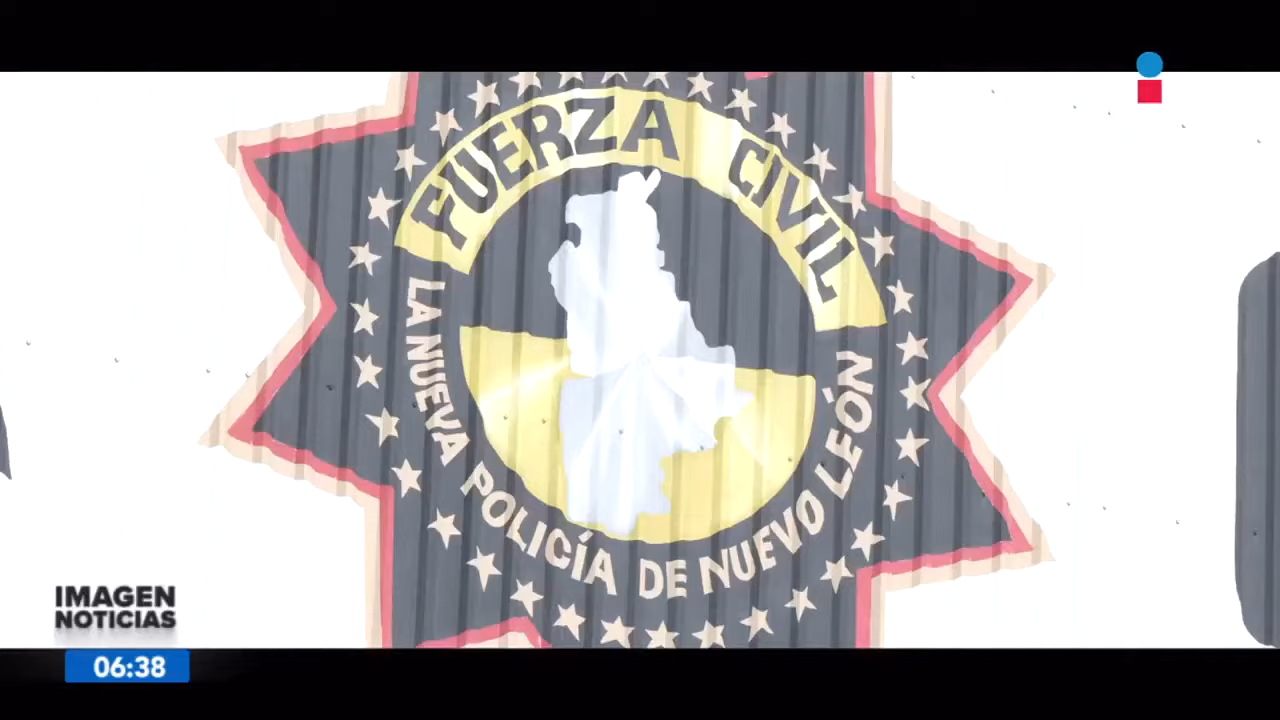 FUERZA CIVIL
LA NUEVA POLICÍA DE NUEVO LEÓN
IMAGEN
NOTICIAS
06:38